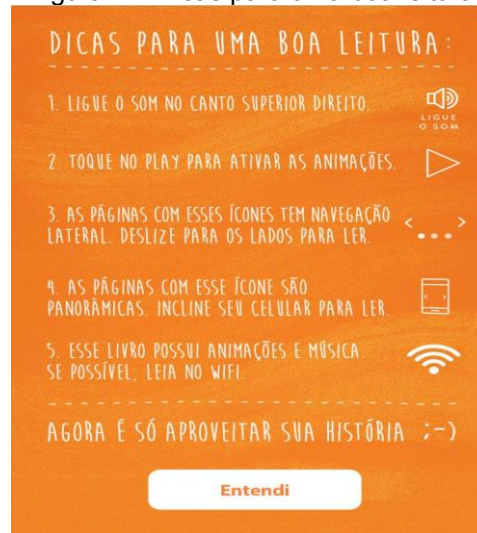 DICAS PARA UMA BOA LEITURA:
1. LIGUE O SOM NO CANTO SUPERIOR DIREITO.
LIGUE
O SOM
2. TOQUE NO PLAY PARA ATIVAR AS ANIMAÇÕES.
3. AS PÁGINAS COM ESSES ÍCONES TEM NAVEGAÇÃO
LATERAL. DESLIZE PARA OS LADOS PARA LER.
4. AS PÁGINAS COM ESSE ÍCONE SÃO
PANORÂMICAS. INCLINE SEU CELULAR PARA LER.
5. ESSE LIVRO POSSUI ANIMAÇÕES E MÚSICA.
SE POSSÍVEL, LEIA NO WIFI.
AGORA É SÓ APROVEITAR SUA HISTÓRIA ;-)
Entendi